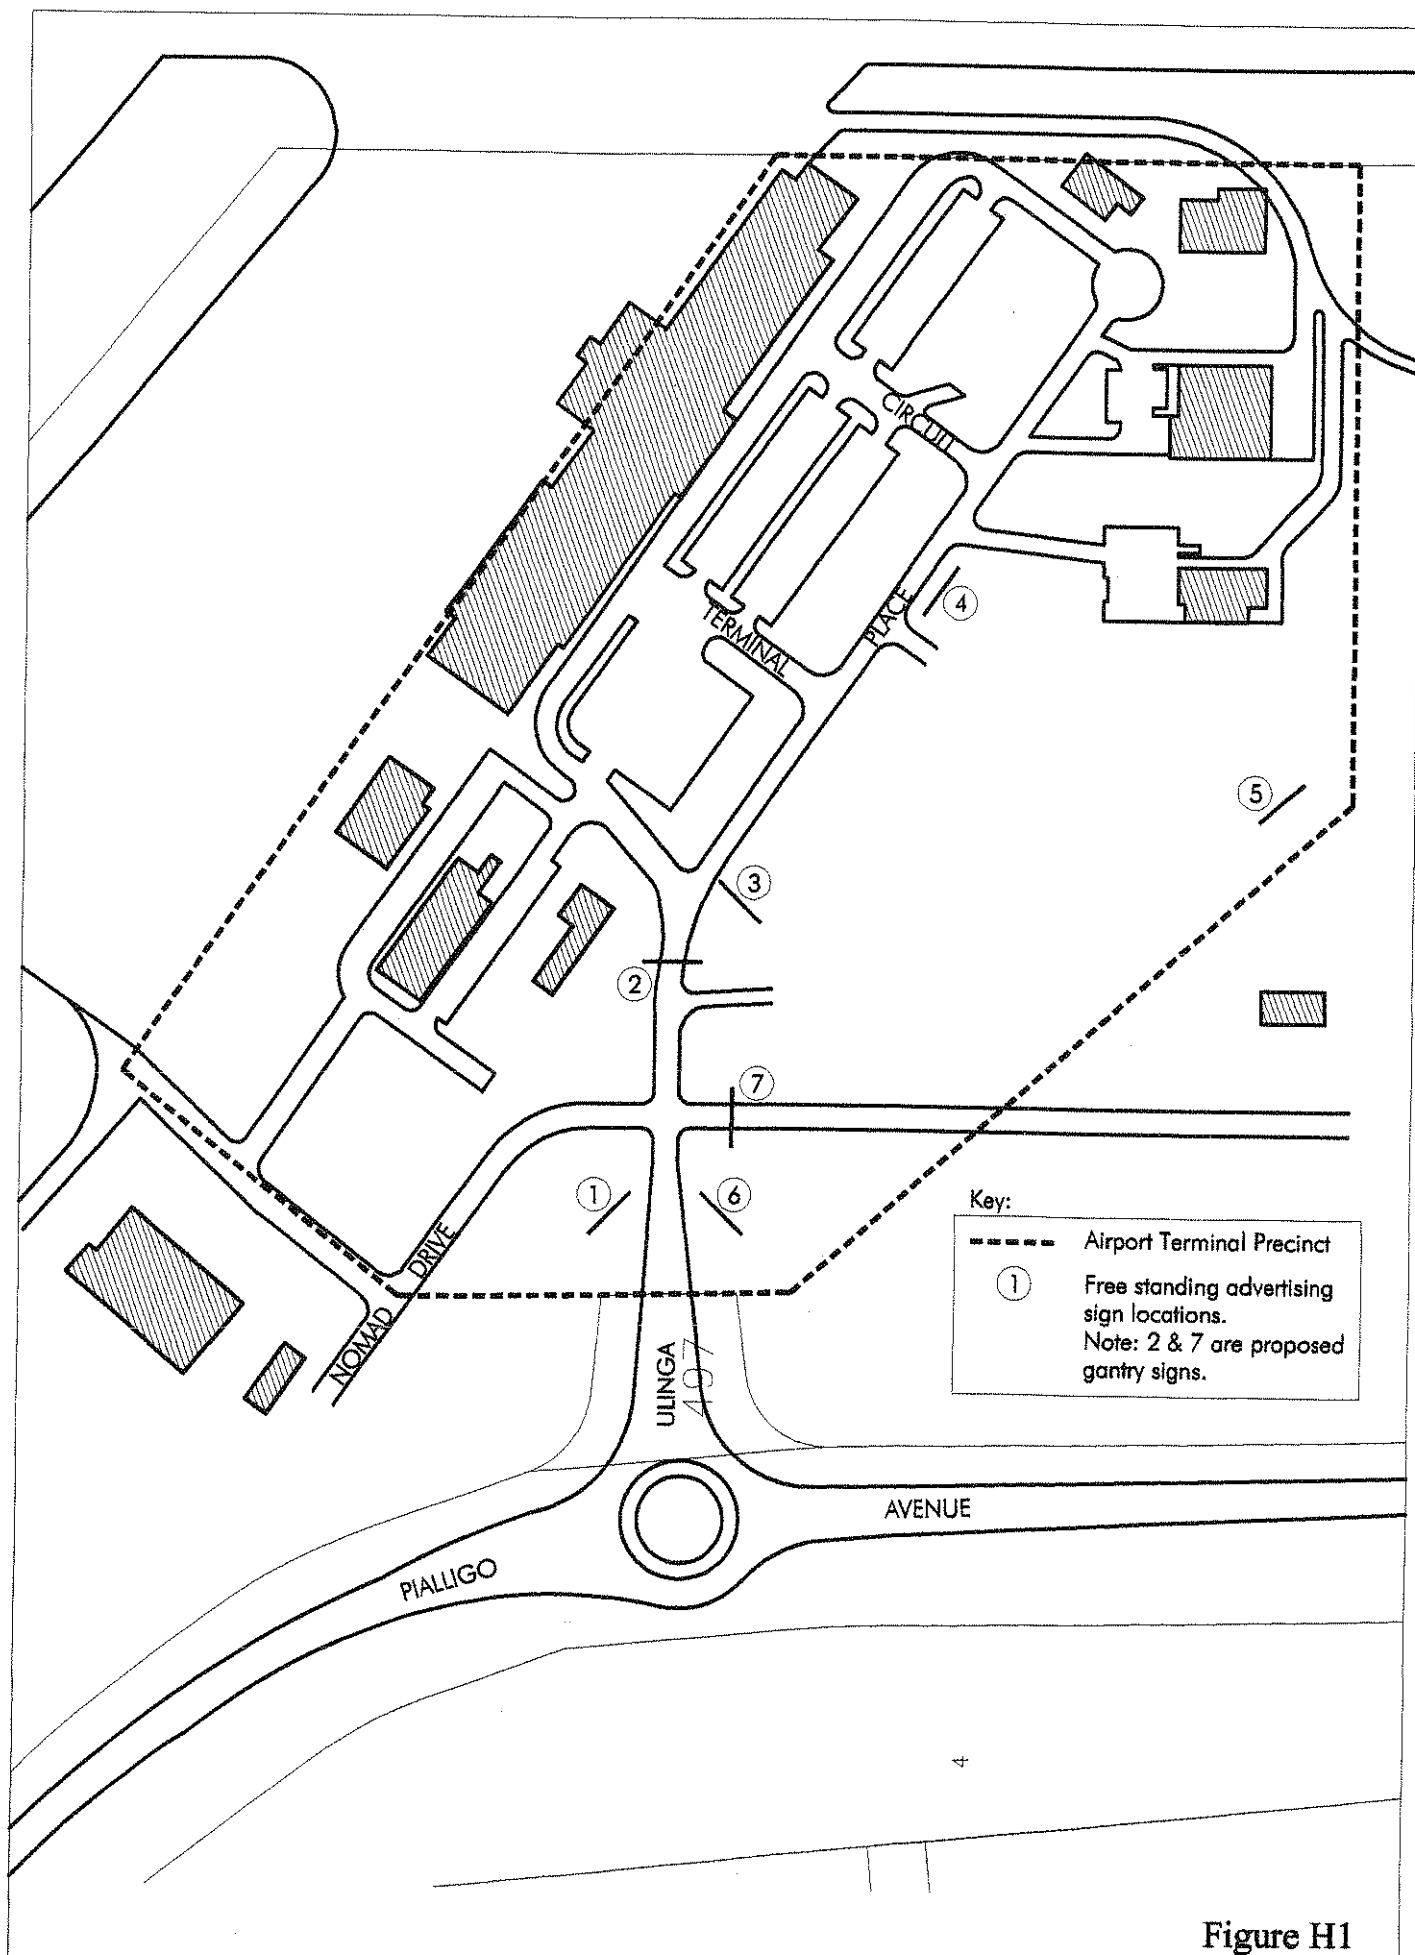 CIRCUIT
TERMINAL
PLACE
4
5
3
2
7
1
6
NOMAD DRIVE
ULINGA
497
Key:
Airport Terminal Precinct
1
Free standing advertising
sign locations.
Note: 2 & 7 are proposed
gantry signs.
AVENUE
PIALLIGO
4
Figure H1